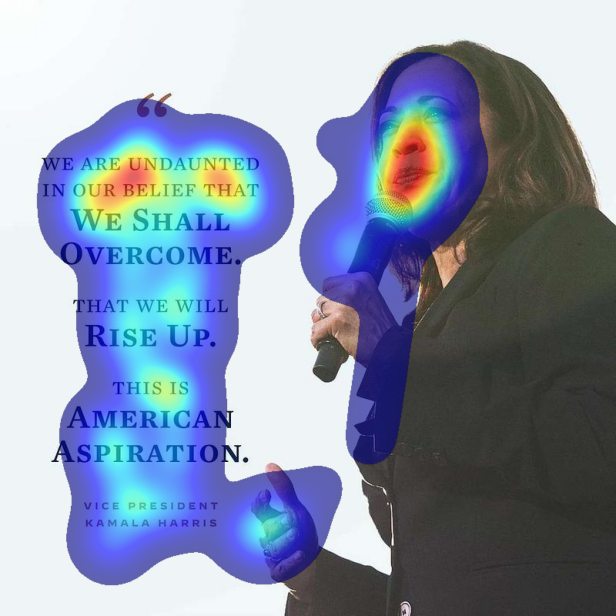 “
WE ARE UNDAUNTED
IN OUR BELIEF THAT
WE SHALL
OVERCOME.
THAT WE WILL
RISE UP.
THIS IS
AMERICAN
ASPIRATION.
VICE PRESIDENT
KAMALA HARRIS